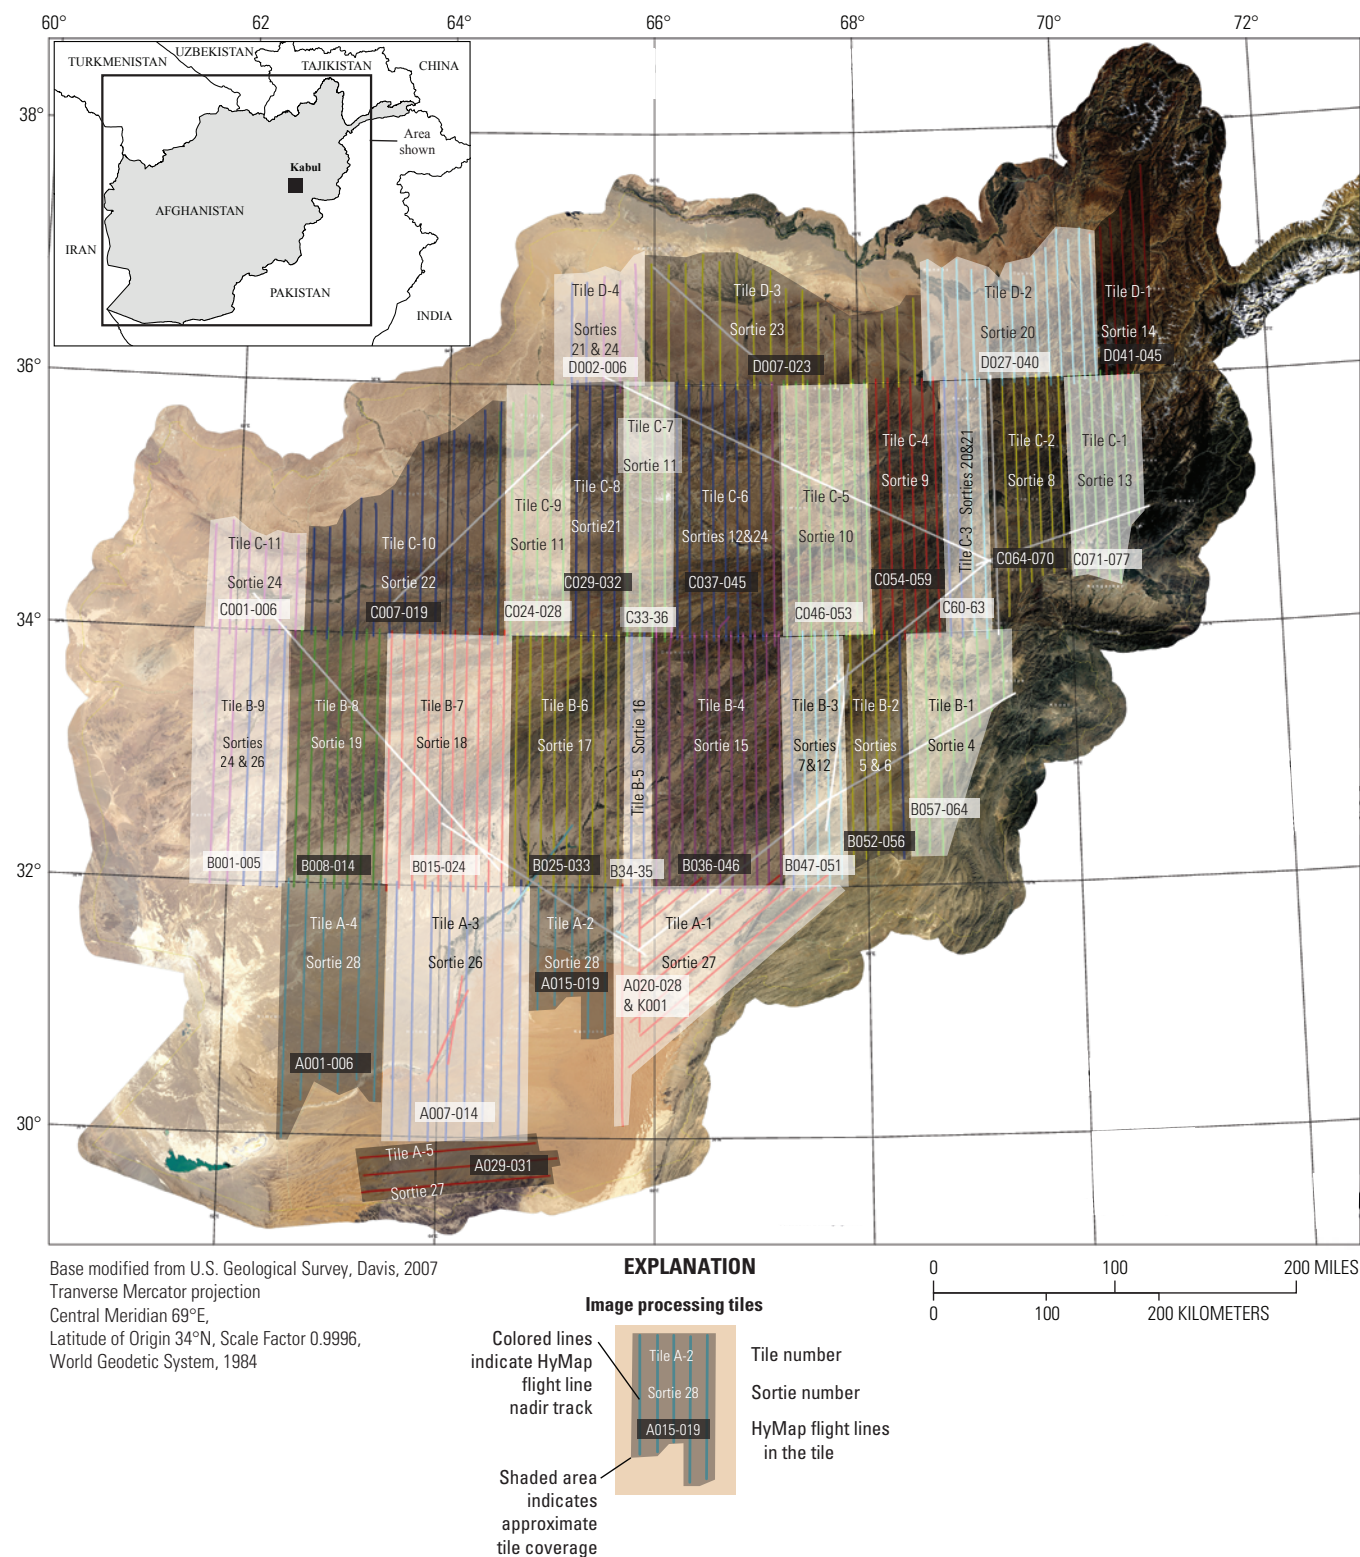 60° 62 64° 66° 68° 70° 72°
TURKMENISTAN
UZBEKISTAN
TAJIKISTAN
CHINA
Area
shown
Kabul
AFGHANISTAN
IRAN
PAKISTAN
INDIA
38°
36°
34°
32°
30°
Tile D-4
Sorties
21 & 24
D002-006
Tile D-3
Sortie 23
D007-023
Tile D-2
Sortie 20
D027-040
Tile D-1
Sortie 14
D041-045
Tile C-11
Sortie 24
C001-006
Tile C-10
Sortie 22
C007-019
Tile C-9
Sortie 11
C024-028
Tile C-8
Sortie21
C029-032
Tile C-7
Sortie 11
C33-36
Tile C-6
Sorties 12&24
C037-045
Tile C-5
Sortie 10
C046-053
Tile C-4
Sortie 9
C054-059
Tile C-3 Sorties 20&21
C60-63
Tile C-2
Sortie 8
C064-070
Tile C-1
Sortie 13
C071-077
Tile B-9
Sorties
24 & 26
B001-005
Tile B-8
Sortie 19
B008-014
Tile B-7
Sortie 18
B015-024
Tile B-6
Sortie 17
B025-033
Tile B-5 Sortie 16
B34-35
Tile B-4
Sortie 15
B036-046
Tile B-3
Sorties
7&12
B047-051
Tile B-2
Sorties
5 & 6
B052-056
Tile B-1
Sortie 4
B057-064
Tile A-4
Sortie 28
A001-006
Tile A-3
Sortie 26
A007-014
Tile A-2
Sortie 28
A015-019
Tile A-1
Sortie 27
A020-028
& K001
Tile A-5
A029-031
Sortie 27
Base modified from U.S. Geological Survey, Davis, 2007
Tranverse Mercator projection
Central Meridian 69°E,
Latitude of Origin 34°N, Scale Factor 0.9996,
World Geodetic System, 1984
EXPLANATION
Image processing tiles
Colored lines
indicate HyMap
flight line
nadir track
Tile A-2
Sortie 28
A015-019
Tile number
Sortie number
HyMap flight lines
in the tile
Shaded area
indicates
approximate
tile coverage
0 100 200 MILES
0 100 200 KILOMETERS